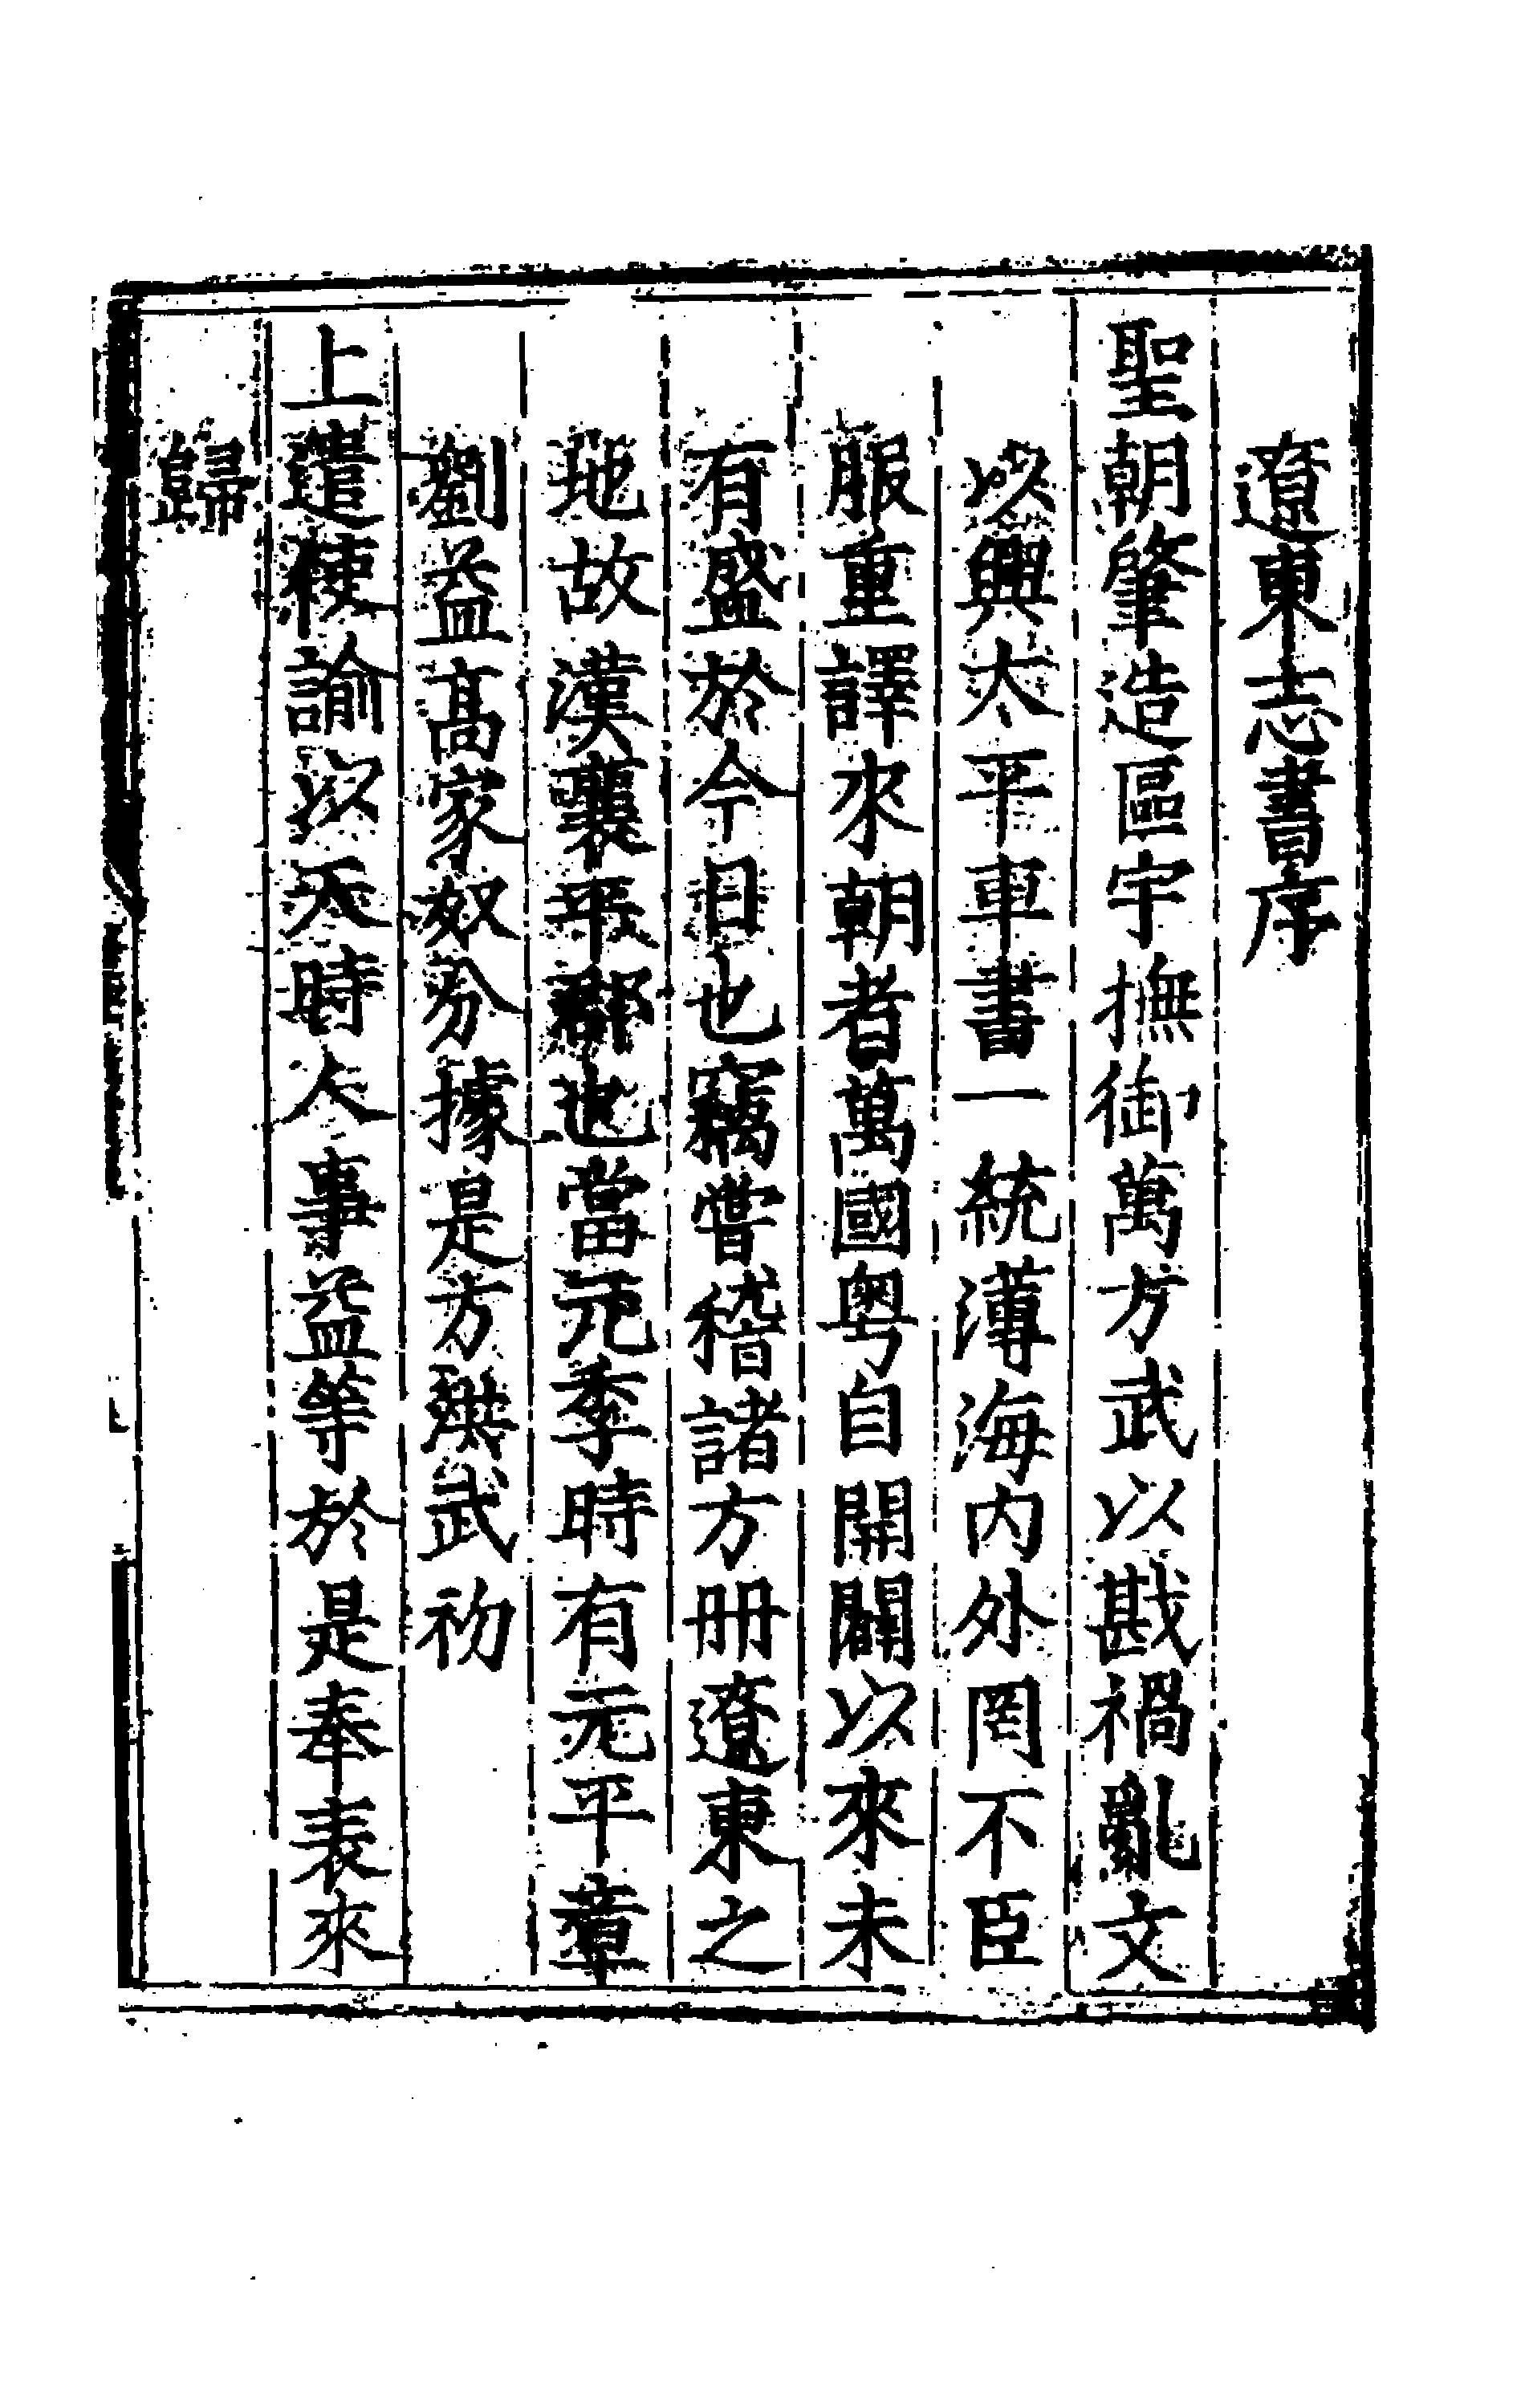 遼東志書序
聖朝肇造區宇撫御萬方武以戡禍亂文
以興太平車書一統薄海內外罔不臣
服重譯來朝者萬國粵自開闢以來未
有盛於今日也竊嘗稽諸方冊遼東之
地故漢襄平郡也當元季時有元平章
劉益高家奴分據是方洪武初
上遣使諭以天時人事益等於是奉表來
歸